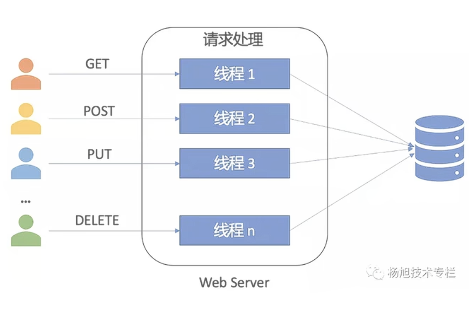 请求处理
GET
线程 1
POST
线程 2
PUT
线程 3
...
DELETE
线程 n
Web Server
杨旭技术专栏